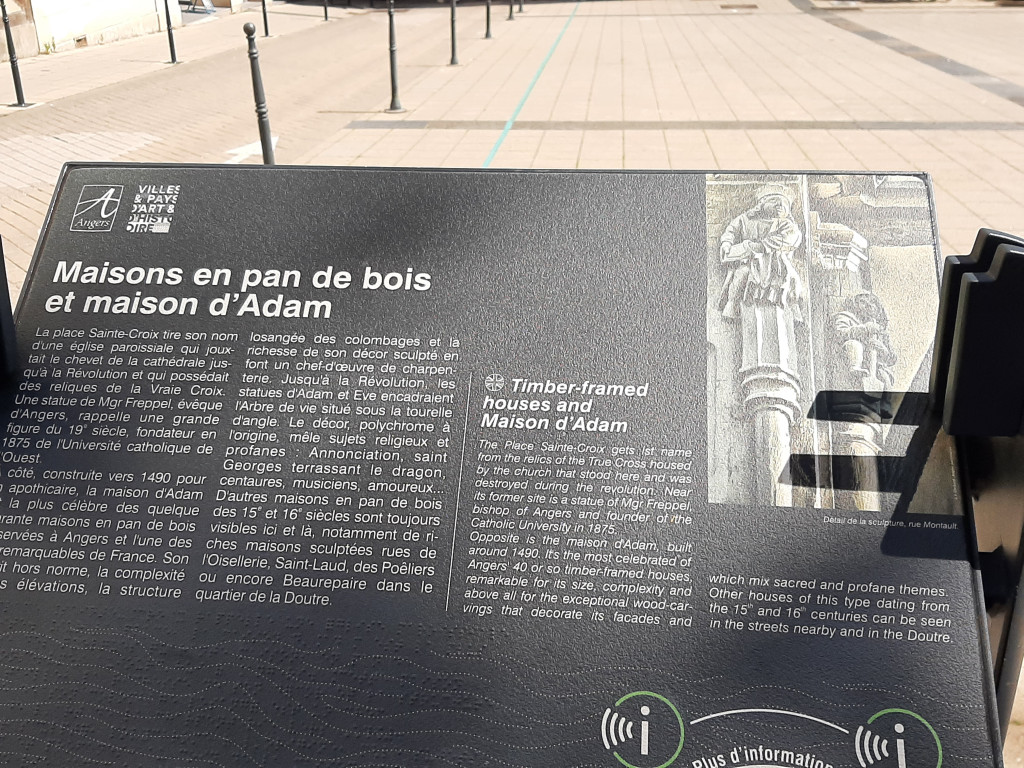 A
Angers
VILLES
& PAYS
D'ART &
D'HISTO
OIRE
Maisons en pan de bois
et maison d'Adam
La place Sainte-Croix tire son nom
d'une église paroissiale qui joux-
tait le chevet de la cathédrale jus-
qu'à la Révolution et qui possédait
des reliques de la Vraie Croix.
Une statue de Mgr Freppel, évêque
d'Angers, rappelle une grande
figure du 19e siècle, fondateur en
1875 de l'Université catholique de
l'Ouest.
côté, construite vers 1490 pour
apothicaire, la maison d'Adam
la plus célèbre des quelque
rante maisons en pan de bois
servées à Angers et l'une des
remarquables de France. Son
it hors norme, la complexité
s élévations, la structure
losangée des colombages et la
richesse de son décor sculpté en
font un chef-d'œuvre de charpen-
terie. Jusqu'à la Révolution, les
statues d'Adam et Eve encadraient
l'Arbre de vie situé sous la tourelle
d'angle. Le décor, polychrome à
l'origine, mêle sujets religieux et
profanes : Annonciation, saint
Georges terrassant le dragon,
centaures, musiciens, amoureux...
D'autres maisons en pan de bois
des 15e et 16e siècles sont toujours
visibles ici et là, notamment de ri-
ches maisons sculptées rues de
l'Oisellerie, Saint-Laud, des Poêliers
ou encore Beaurepaire dans le
quartier de la Doutre.
Timber-framed
houses and
Maison d'Adam
The Place Sainte-Croix gets ist name
from the relics of the True Cross housed
by the church that stood here and was
destroyed during the revolution. Near
its former site is a statue of Mgr Freppel,
bishop of Angers and founder of the
Catholic University in 1875.
Opposite is the maison d'Adam, built
around 1490. It's the most celebrated of
Angers' 40 or so timber-framed houses,
remarkable for its size, complexity and
above all for the exceptional wood-car-
vings that decorate its facades and
which mix sacred and profane themes.
Other houses of this type dating from
the 15th and 16th centuries can be seen
in the streets nearby and in the Doutre.
Détail de la sculpture, rue Montault.
i
Plus d'information
i